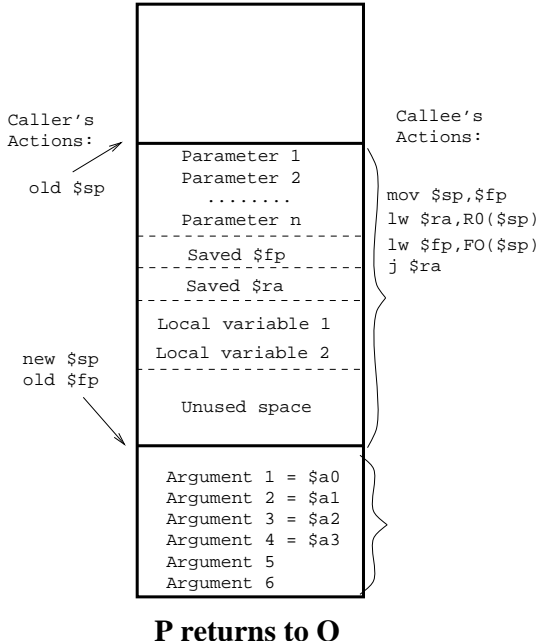 Caller's
Actions:
old $sp
new $sp
old $fp
Parameter 1
Parameter 2
........
Parameter n
Saved $fp
Saved $ra
Local variable 1
Local variable 2
Unused space
Argument 1 = $a0
Argument 2 = $a1
Argument 3 = $a2
Argument 4 = $a3
Argument 5
Argument 6
Callee's
Actions:
mov $sp,$fp
lw $ra,R0($sp)
lw $fp,FO($sp)
j $ra
P returns to O